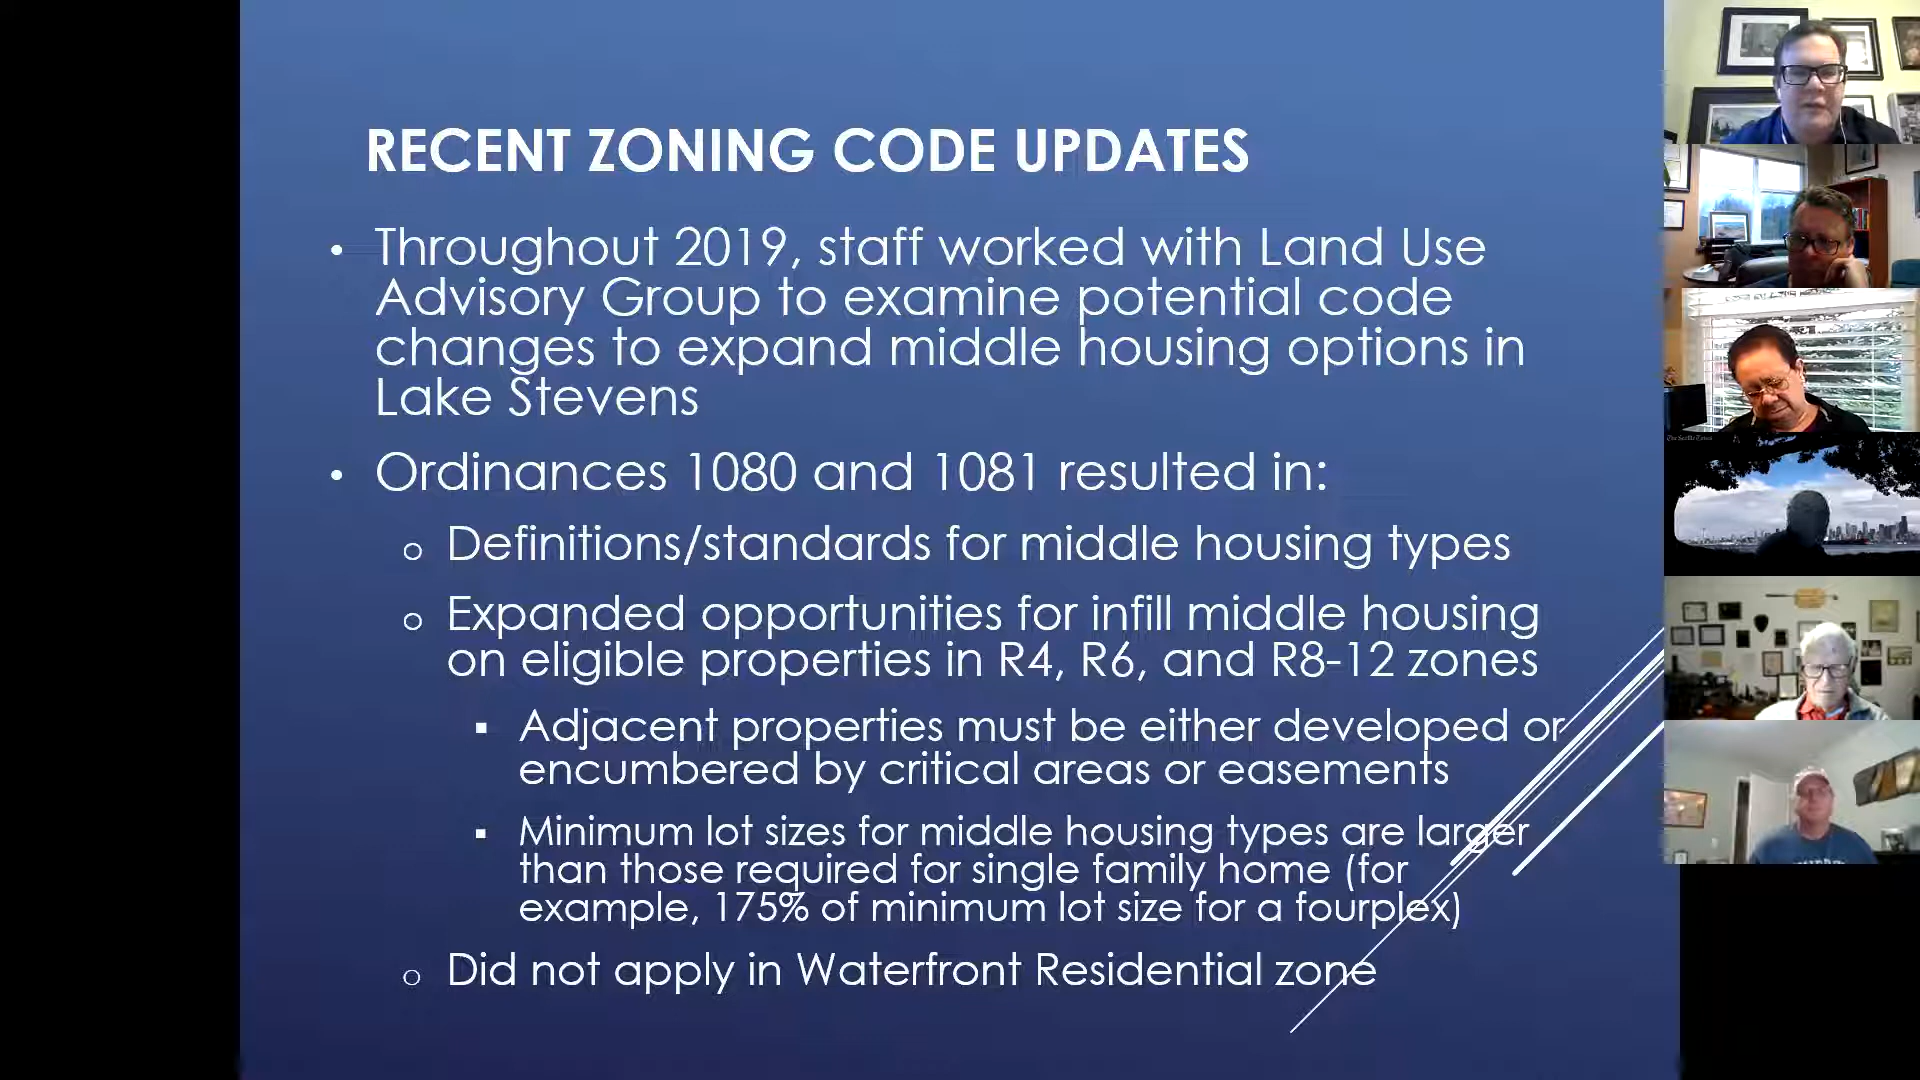 RECENT ZONING CODE UPDATES
• Throughout 2019, staff worked with Land Use
Advisory Group to examine potential code
changes to expand middle housing options in
Lake Stevens
• Ordinances 1080 and 1081 resulted in:
o Definitions/standards for middle housing types
o Expanded opportunities for infill middle housing
on eligible properties in R4, R6, and R8-12 zones
▪ Adjacent properties must be either developed or
encumbered by critical areas or easements
▪ Minimum lot sizes for middle housing types are larger
than those required for single family home (for
example, 175% of minimum lot size for a fourplex)
o Did not apply in Waterfront Residential zone
The Seattle Times